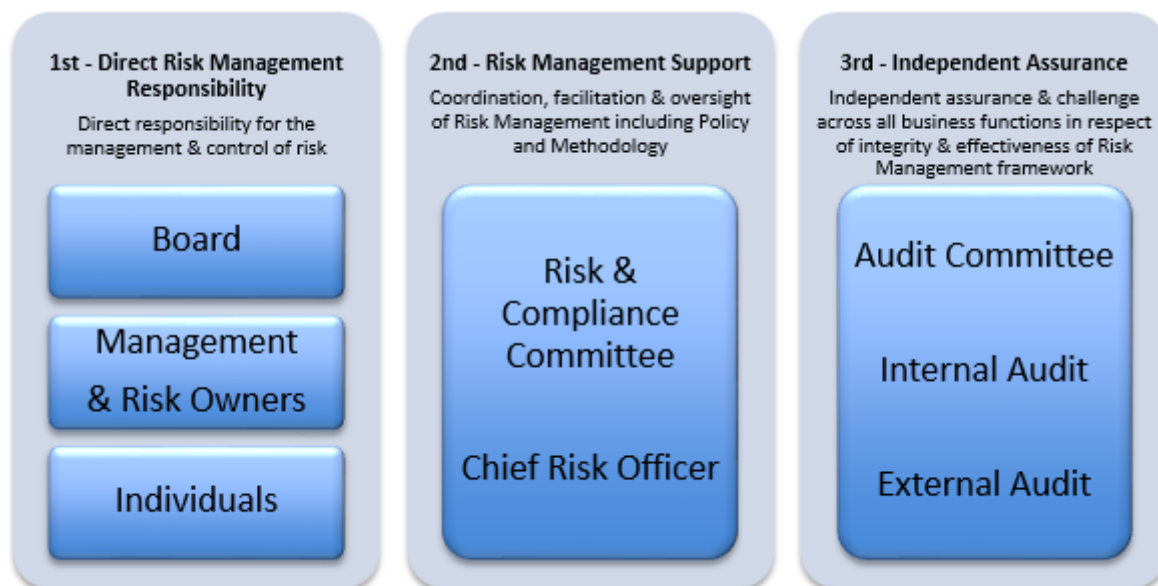 1st - Direct Risk Management
Responsibility
Direct responsibility for the
management & control of risk
Board
Management
& Risk Owners
Individuals
2nd - Risk Management Support
Coordination, facilitation & oversight
of Risk Management including Policy
and Methodology
Risk &
Compliance
Committee
Chief Risk Officer
3rd - Independent Assurance
Independent assurance & challenge
across all business functions in respect
of integrity & effectiveness of Risk
Management framework
Audit Committee
Internal Audit
External Audit